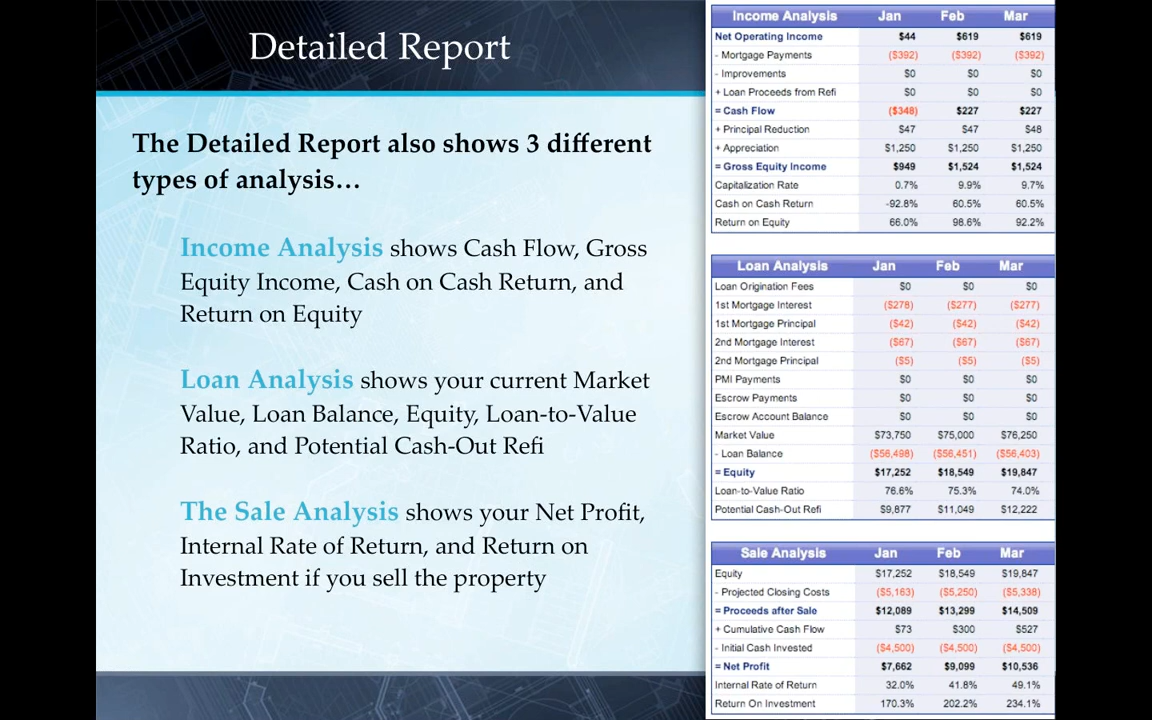 Detailed Report
The Detailed Report also shows 3 different
types of analysis…
Income Analysis shows Cash Flow, Gross
Equity Income, Cash on Cash Return, and
Return on Equity
Loan Analysis shows your current Market
Value, Loan Balance, Equity, Loan-to-Value
Ratio, and Potential Cash-Out Refi
The Sale Analysis shows your Net Profit,
Internal Rate of Return, and Return on
Investment if you sell the property
Income Analysis Jan Feb Mar
Net Operating Income $44 $619 $619
- Mortgage Payments ($392) ($392) ($392)
- Improvements $0 $0 $0
+ Loan Proceeds from Refi $0 $0 $0
= Cash Flow ($348) $227 $227
+ Principal Reduction $47 $47 $48
+ Appreciation $1,250 $1,250 $1,250
= Gross Equity Income $949 $1,524 $1,524
Capitalization Rate 0.7% 9.9% 9.7%
Cash on Cash Return -92.8% 60.5% 60.5%
Return on Equity 66.0% 98.6% 92.2%
Loan Analysis Jan Feb Mar
Loan Origination Fees $0 $0 $0
1st Mortgage Interest ($278) ($277) ($277)
1st Mortgage Principal ($42) ($42) ($42)
2nd Mortgage Interest ($67) ($67) ($67)
2nd Mortgage Principal ($5) ($5) ($5)
PMI Payments $0 $0 $0
Escrow Payments $0 $0 $0
Escrow Account Balance $0 $0 $0
Market Value $73,750 $75,000 $76,250
- Loan Balance ($56,498) ($56,451) ($56,403)
= Equity $17,252 $18,549 $19,847
Loan-to-Value Ratio 76.6% 75.3% 74.0%
Potential Cash-Out Refi $9,877 $11,049 $12,222
Sale Analysis Jan Feb Mar
Equity $17,252 $18,549 $19,847
- Projected Closing Costs ($5,163) ($5,250) ($5,338)
= Proceeds after Sale $12,089 $13,299 $14,509
+ Cumulative Cash Flow $73 $300 $527
- Initial Cash Invested ($4,500) ($4,500) ($4,500)
= Net Profit $7,662 $9,099 $10,536
Internal Rate of Return 32.0% 41.8% 49.1%
Return On Investment 170.3% 202.2% 234.1%